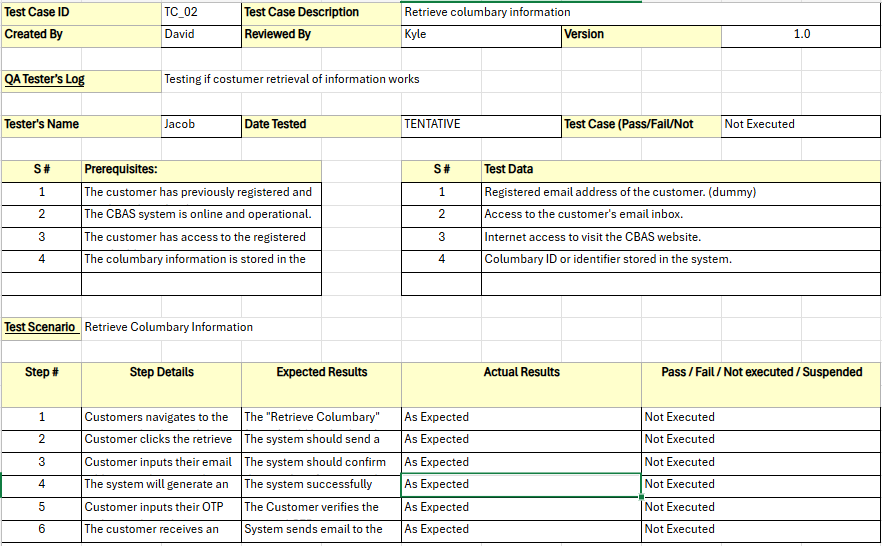 Test Case ID TC_02 Test Case Description Retrieve columbary information
Created By David Reviewed By Kyle Version 1.0
QA Tester's Log Testing if costumer retrieval of information works
Tester's Name Jacob Date Tested TENTATIVE Test Case (Pass/Fail/Not Not Executed
S # Prerequisites: S # Test Data
1 The customer has previously registered and 1 Registered email address of the customer. (dummy)
2 The CBAS system is online and operational. 2 Access to the customer's email inbox.
3 The customer has access to the registered 3 Internet access to visit the CBAS website.
4 The columbary information is stored in the 4 Columbary ID or identifier stored in the system.
Test Scenario Retrieve Columbary Information
Step # Step Details Expected Results Actual Results Pass / Fail / Not executed / Suspended
1 Customers navigates to the The "Retrieve Columbary" As Expected Not Executed
2 Customer clicks the retrieve The system should send a As Expected Not Executed
3 Customer inputs their email The system should confirm As Expected Not Executed
4 The system will generate an The system successfully As Expected Not Executed
5 Customer inputs their OTP The Customer verifies the As Expected Not Executed
6 The customer receives an System sends email to the As Expected Not Executed